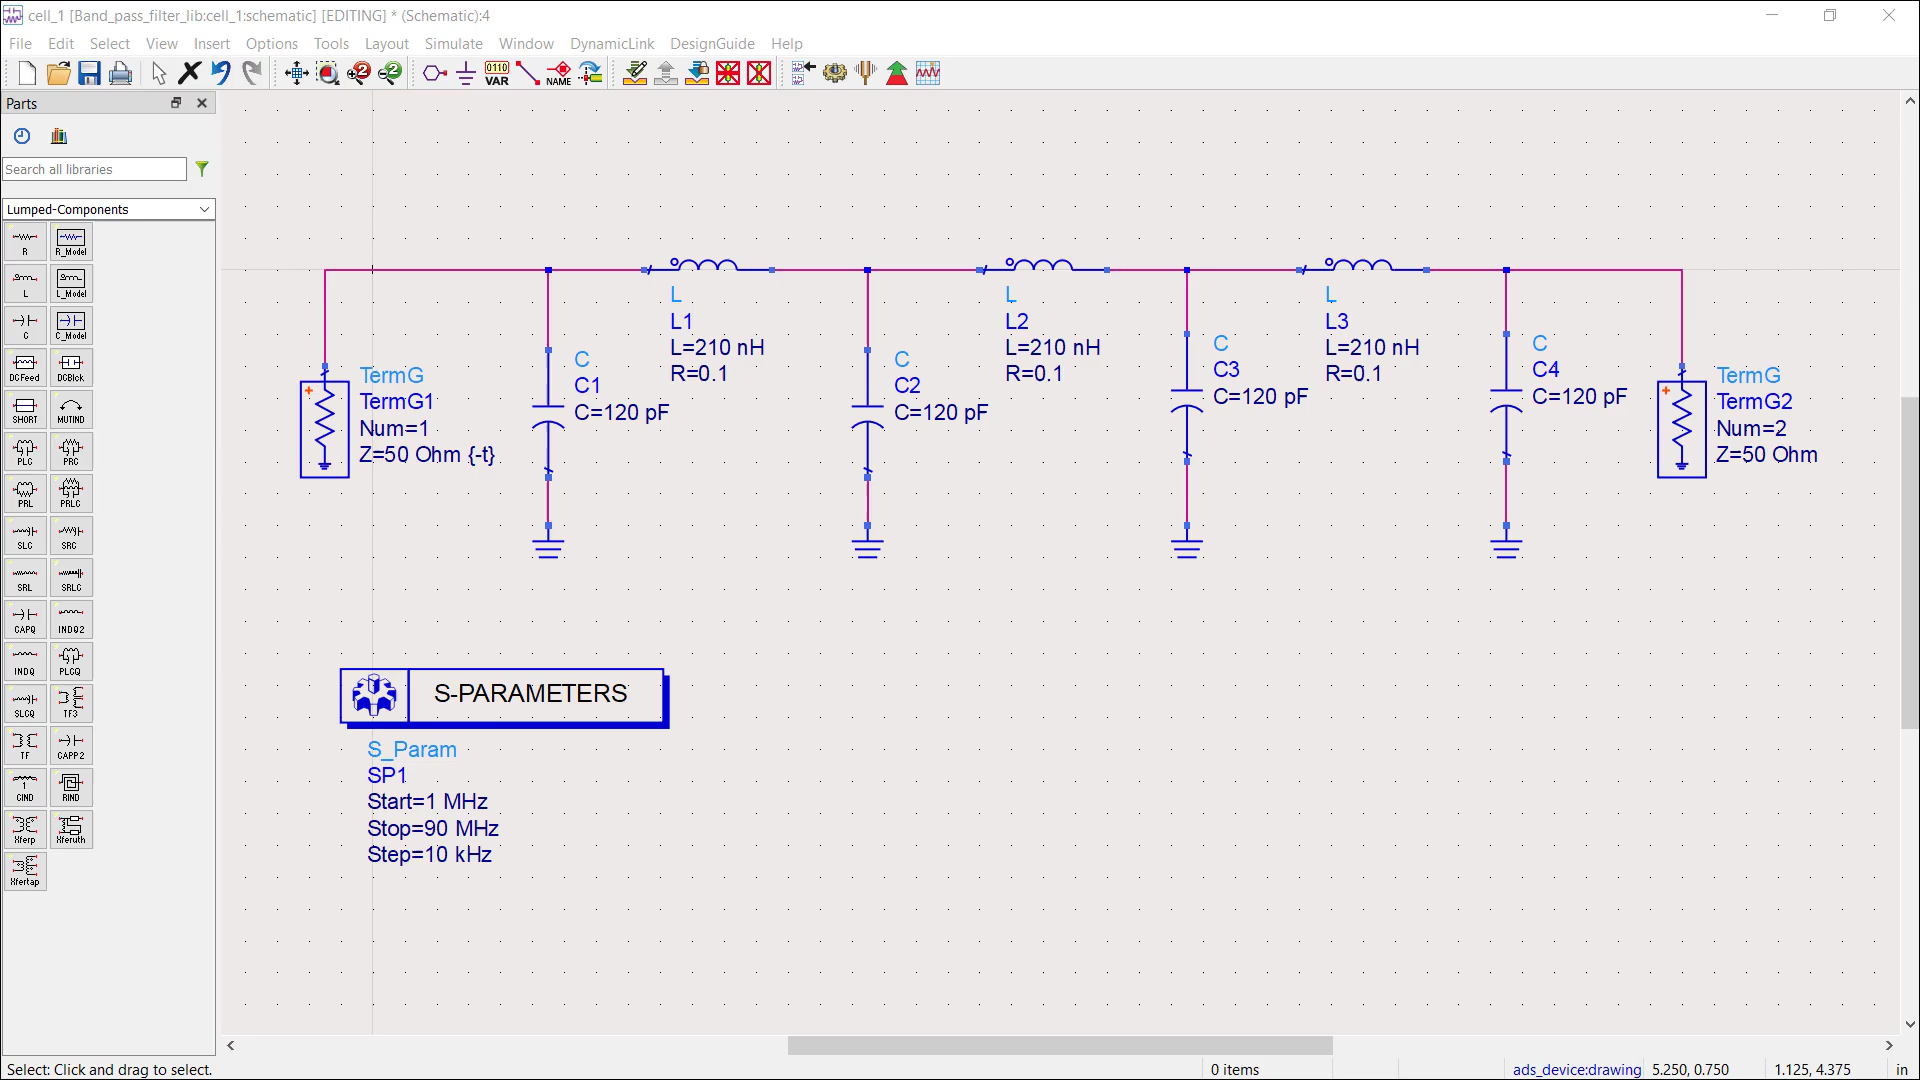 cell_1 [Band_pass_filter_lib:cell_1:schematic] [EDITING] * (Schematic):4
File Edit Select View Insert Options Tools Layout Simulate Window DynamicLink DesignGuide Help
0110
VAR
NAME
2
2
Parts
Search all libraries
Lumped-Components
R R_Model
L L_Model
C C_Model
DCFeed DCBlck
SHORT MUTIND
PLC PRC
PRL PRLC
SLC SRC
SRL SRLC
CAPQ INDQ2
INDQ PLCQ
SLCQ TF3
TF CAPP2
CIND RIND
Xferp Xferuth
Xfertap
TermG
TermG1
Num=1
Z=50 Ohm {-t}
C
C1
C=120 pF
L
L1
L=210 nH
R=0.1
C
C2
C=120 pF
L
L2
L=210 nH
R=0.1
C
C3
C=120 pF
L
L3
L=210 nH
R=0.1
C
C4
C=120 pF
TermG
TermG2
Num=2
Z=50 Ohm
S-PARAMETERS
S_Param
SP1
Start=1 MHz
Stop=90 MHz
Step=10 kHz
Select: Click and drag to select. 0 items ads_device:drawing 5.250, 0.750 1.125, 4.375 in